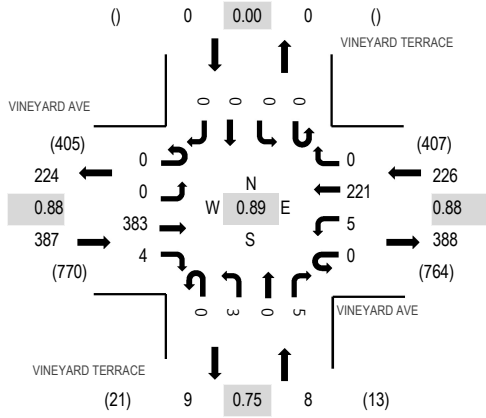 () 0 0.00 0 ()
VINEYARD TERRACE
VINEYARD AVE
0 0 0 0
(405) (407)
0 0
224 226
0 N 221
0.88 W 0.89 E 0.88
383 S 5
387 388
4 0
(770) (764)
0 3 0 5
VINEYARD AVE
VINEYARD TERRACE
(21) 9 0.75 8 (13)